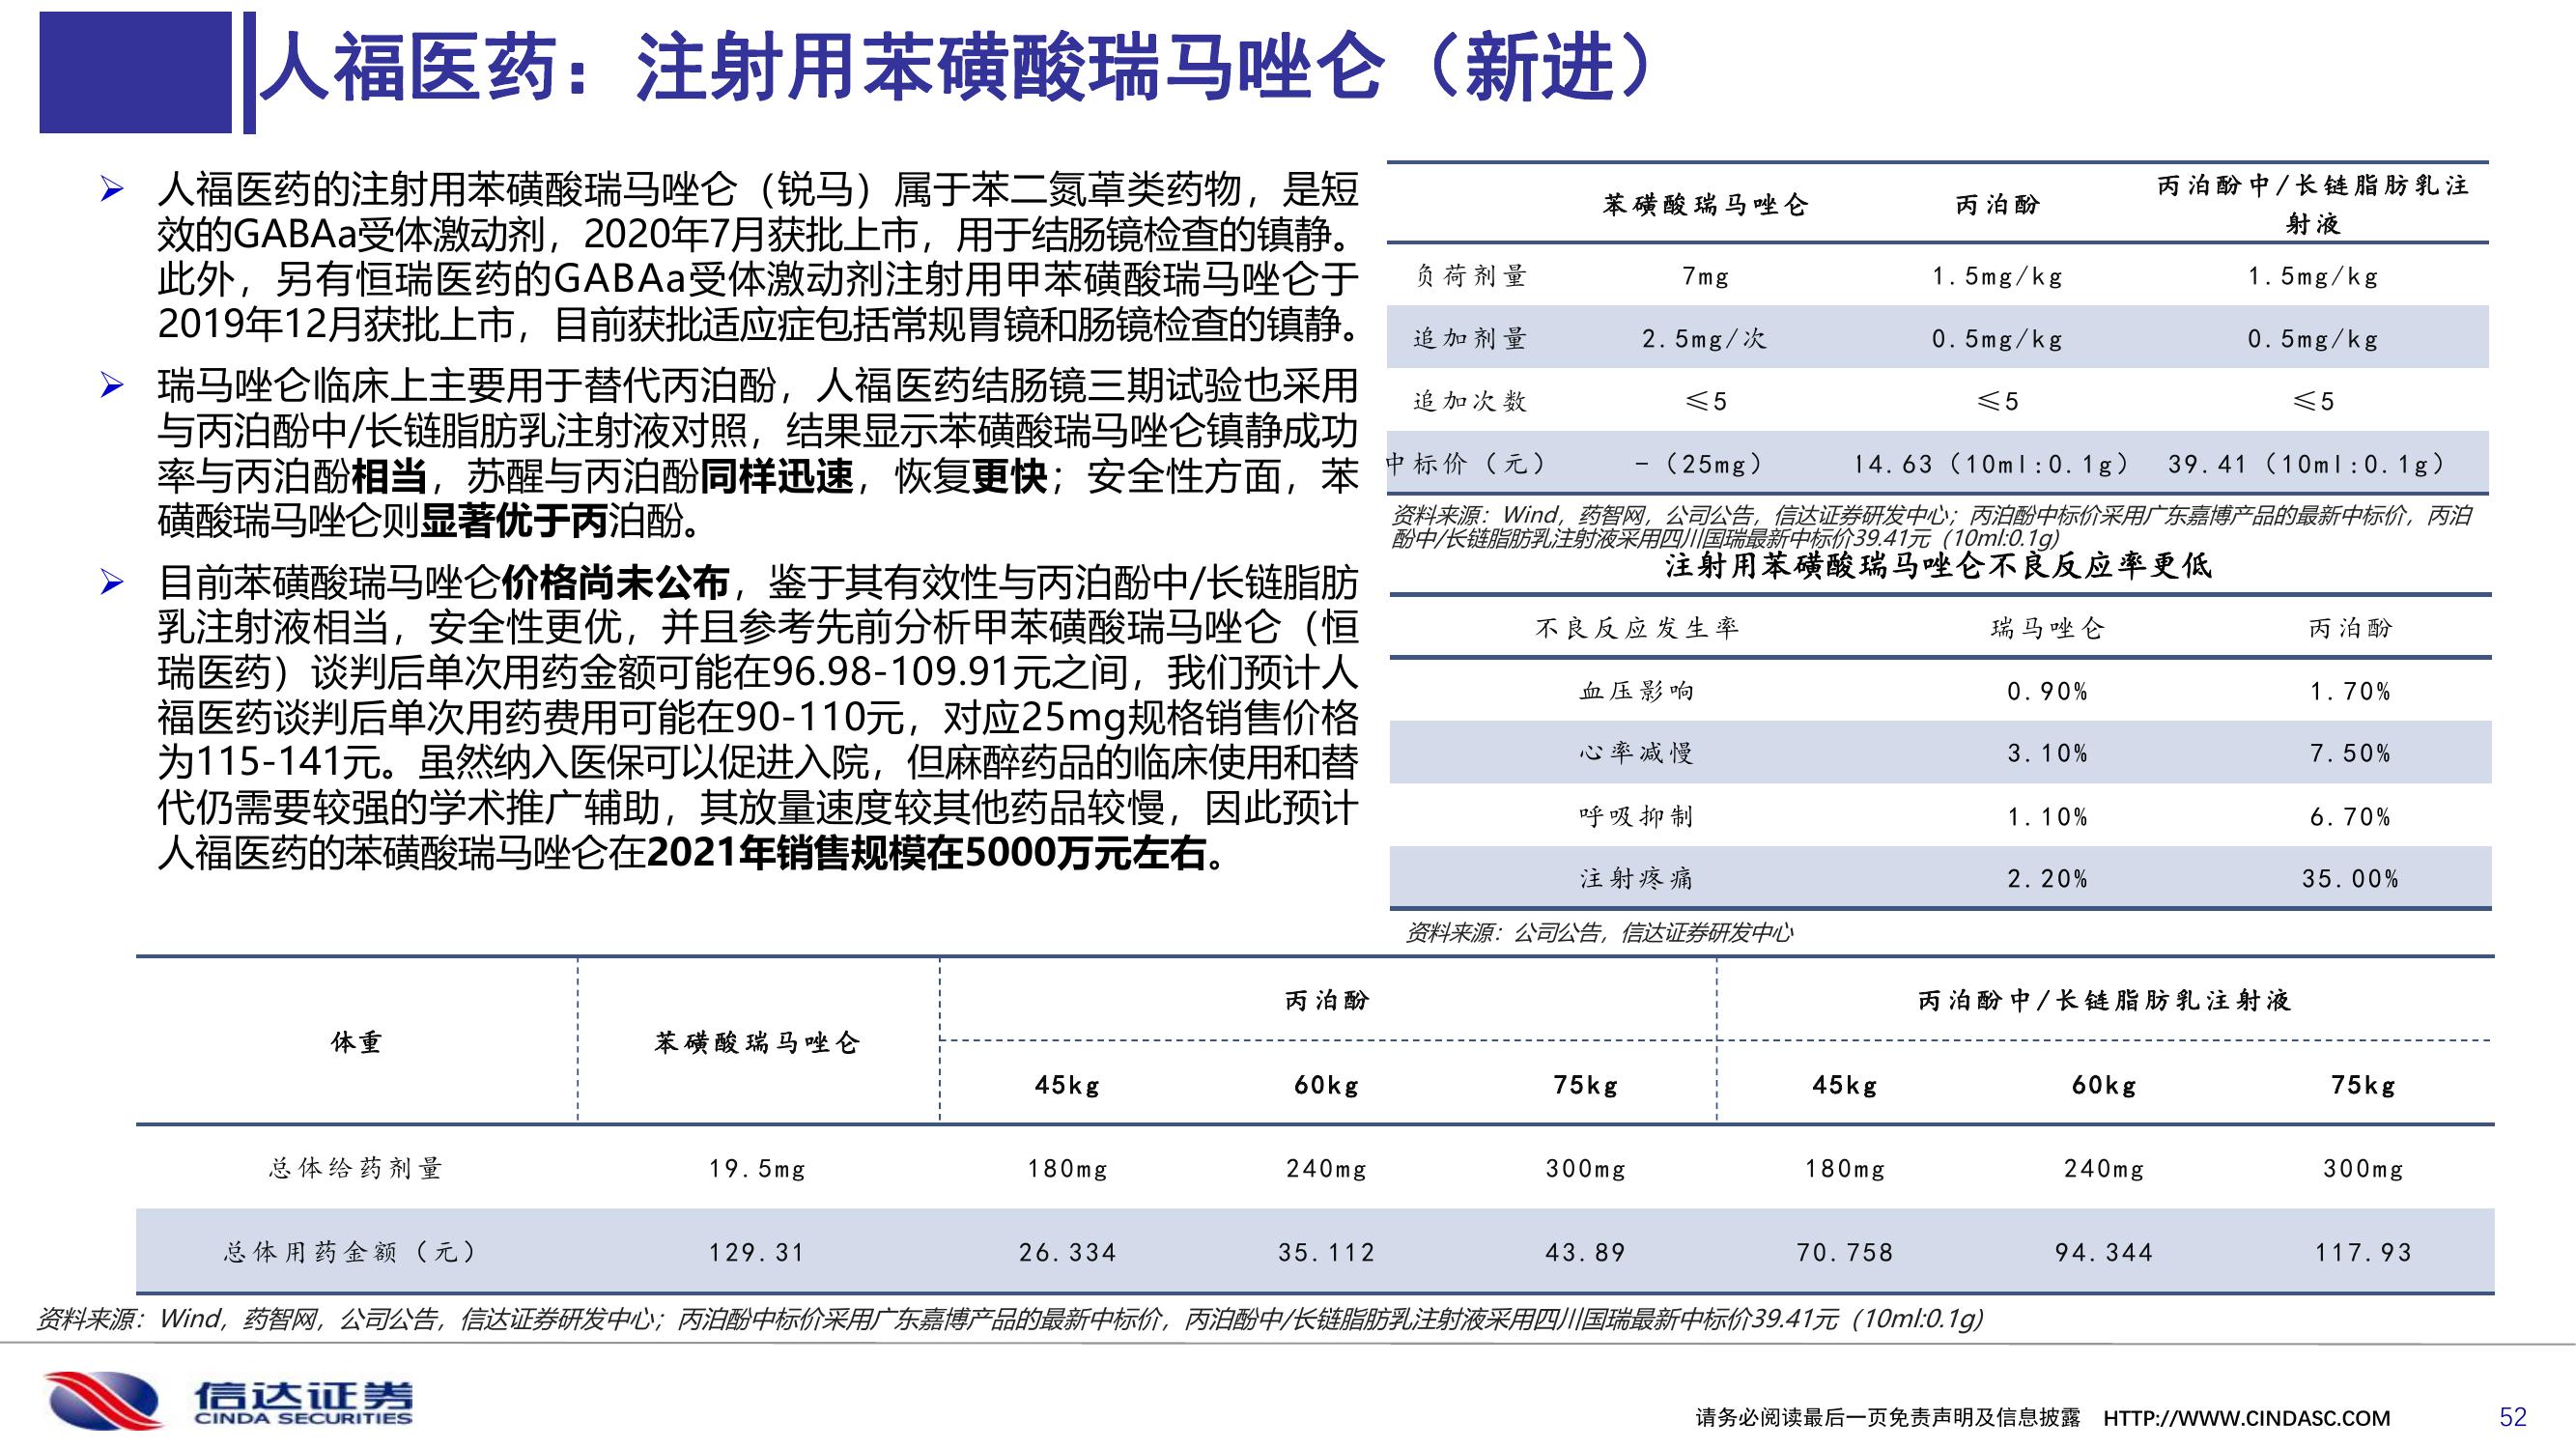 人福医药：注射用苯磺酸瑞马唑仑（新进）
人福医药的注射用苯磺酸瑞马唑仑（锐马）属于苯二氮䓬类药物，是短
效的GABAa受体激动剂，2020年7月获批上市，用于结肠镜检查的镇静。
此外，另有恒瑞医药的GABAa受体激动剂注射用甲苯磺酸瑞马唑仑于
2019年12月获批上市，目前获批适应症包括常规胃镜和肠镜检查的镇静。
瑞马唑仑临床上主要用于替代丙泊酚，人福医药结肠镜三期试验也采用
与丙泊酚中/长链脂肪乳注射液对照，结果显示苯磺酸瑞马唑仑镇静成功
率与丙泊酚相当，苏醒与丙泊酚同样迅速，恢复更快；安全性方面，苯
磺酸瑞马唑仑则显著优于丙泊酚。
目前苯磺酸瑞马唑仑价格尚未公布，鉴于其有效性与丙泊酚中/长链脂肪
乳注射液相当，安全性更优，并且参考先前分析甲苯磺酸瑞马唑仑（恒
瑞医药）谈判后单次用药金额可能在96.98-109.91元之间，我们预计人
福医药谈判后单次用药费用可能在90-110元，对应25mg规格销售价格
为115-141元。虽然纳入医保可以促进入院，但麻醉药品的临床使用和替
代仍需要较强的学术推广辅助，其放量速度较其他药品较慢，因此预计
人福医药的苯磺酸瑞马唑仑在2021年销售规模在5000万元左右。
苯磺酸瑞马唑仑 丙泊酚 丙泊酚中/长链脂肪乳注
射液
负荷剂量 7mg 1.5mg/kg 1.5mg/kg
追加剂量 2.5mg/次 0.5mg/kg 0.5mg/kg
追加次数 ≤5 ≤5 ≤5
中标价（元） -（25mg） 14.63（10ml:0.1g） 39.41（10ml:0.1g）
资料来源：Wind，药智网，公司公告，信达证券研发中心；丙泊酚中标价采用广东嘉博产品的最新中标价，丙泊
酚中/长链脂肪乳注射液采用四川国瑞最新中标价39.41元（10ml:0.1g)
注射用苯磺酸瑞马唑仑不良反应率更低
不良反应发生率 瑞马唑仑 丙泊酚
血压影响 0.90% 1.70%
心率减慢 3.10% 7.50%
呼吸抑制 1.10% 6.70%
注射疼痛 2.20% 35.00%
资料来源：公司公告，信达证券研发中心
体重 苯磺酸瑞马唑仑 丙泊酚 丙泊酚中/长链脂肪乳注射液
45kg 60kg 75kg 45kg 60kg 75kg
总体给药剂量 19.5mg 180mg 240mg 300mg 180mg 240mg 300mg
总体用药金额（元） 129.31 26.334 35.112 43.89 70.758 94.344 117.93
资料来源：Wind，药智网，公司公告，信达证券研发中心；丙泊酚中标价采用广东嘉博产品的最新中标价，丙泊酚中/长链脂肪乳注射液采用四川国瑞最新中标价39.41元（10ml:0.1g)
信达证券
CINDA SECURITIES
请务必阅读最后一页免责声明及信息披露 HTTP://WWW.CINDASC.COM 52